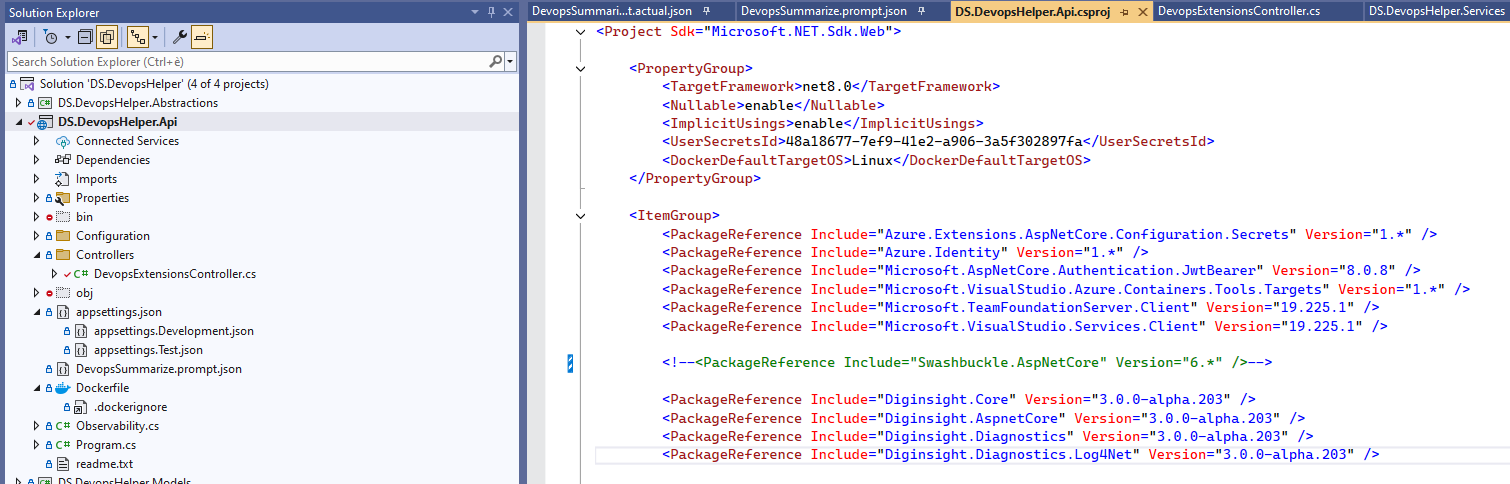 Solution Explorer
Search Solution Explorer (Ctrl+è)
Solution 'DS.DevopsHelper' (4 of 4 projects)
DS.DevopsHelper.Abstractions
DS.DevopsHelper.Api
Connected Services
Dependencies
Imports
Properties
bin
Configuration
Controllers
DevopsExtensionsController.cs
obj
appsettings.json
appsettings.Development.json
appsettings.Test.json
DevopsSummarize.prompt.json
Dockerfile
.dockerignore
Observability.cs
Program.cs
readme.txt
DS.DevopsHelper.Models
DevopsSummari...t.actual.json
DevopsSummarize.prompt.json
DS.DevopsHelper.Api.csproj
DevopsExtensionsController.cs
DS.DevopsHelper.Services
<Project Sdk="Microsoft.NET.Sdk.Web">
<PropertyGroup>
<TargetFramework>net8.0</TargetFramework>
<Nullable>enable</Nullable>
<ImplicitUsings>enable</ImplicitUsings>
<UserSecretsId>48a18677-7ef9-41e2-a906-3a5f302897fa</UserSecretsId>
<DockerDefaultTargetOS>Linux</DockerDefaultTargetOS>
</PropertyGroup>
<ItemGroup>
<PackageReference Include="Azure.Extensions.AspNetCore.Configuration.Secrets" Version="1.*" />
<PackageReference Include="Azure.Identity" Version="1.*" />
<PackageReference Include="Microsoft.AspNetCore.Authentication.JwtBearer" Version="8.0.8" />
<PackageReference Include="Microsoft.VisualStudio.Azure.Containers.Tools.Targets" Version="1.*" />
<PackageReference Include="Microsoft.TeamFoundationServer.Client" Version="19.225.1" />
<PackageReference Include="Microsoft.VisualStudio.Services.Client" Version="19.225.1" />
<!--<PackageReference Include="Swashbuckle.AspNetCore" Version="6.*" />-->
<PackageReference Include="Diginsight.Core" Version="3.0.0-alpha.203" />
<PackageReference Include="Diginsight.AspnetCore" Version="3.0.0-alpha.203" />
<PackageReference Include="Diginsight.Diagnostics" Version="3.0.0-alpha.203" />
<PackageReference Include="Diginsight.Diagnostics.Log4Net" Version="3.0.0-alpha.203" />